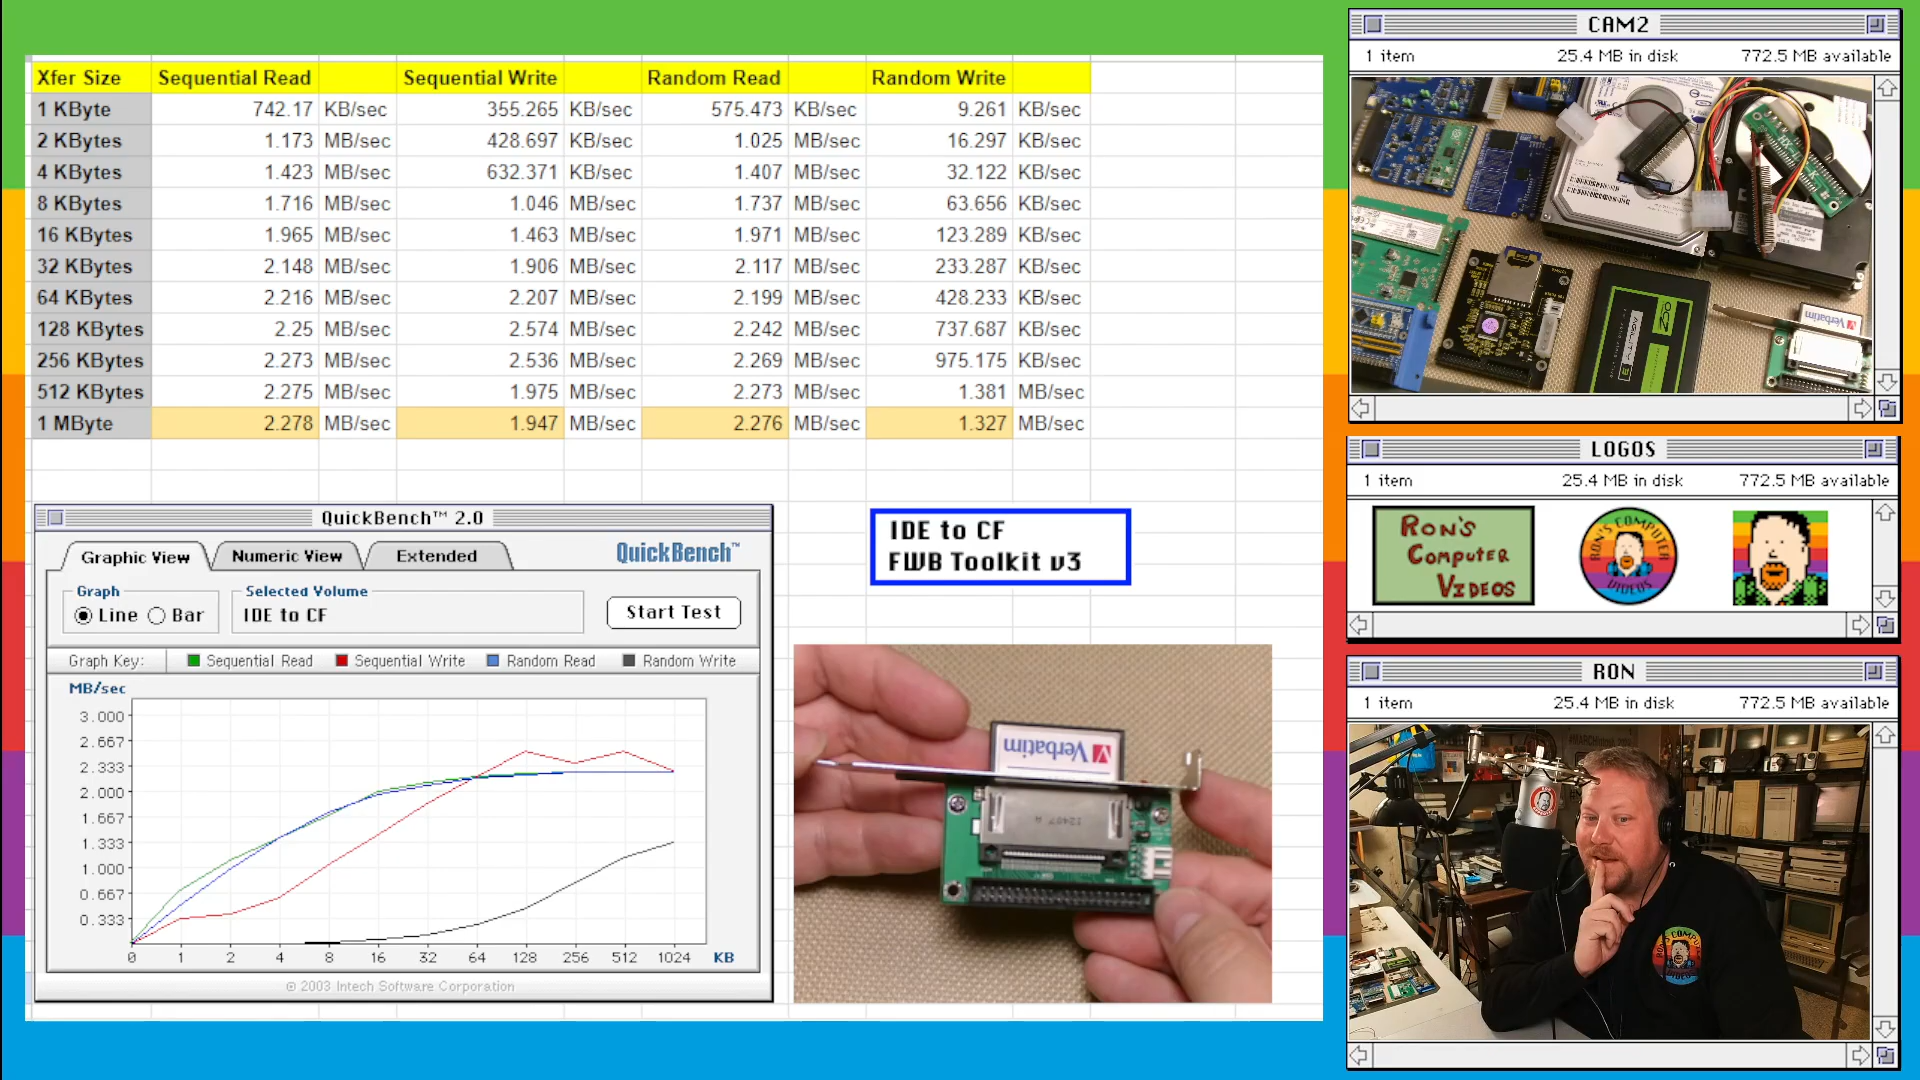 Xfer Size Sequential Read Sequential Write Random Read Random Write
1 KByte 742.17 KB/sec 355.265 KB/sec 575.473 KB/sec 9.261 KB/sec
2 KBytes 1.173 MB/sec 428.697 KB/sec 1.025 MB/sec 16.297 KB/sec
4 KBytes 1.423 MB/sec 632.371 KB/sec 1.407 MB/sec 32.122 KB/sec
8 KBytes 1.716 MB/sec 1.046 MB/sec 1.737 MB/sec 63.656 KB/sec
16 KBytes 1.965 MB/sec 1.463 MB/sec 1.971 MB/sec 123.289 KB/sec
32 KBytes 2.148 MB/sec 1.906 MB/sec 2.117 MB/sec 233.287 KB/sec
64 KBytes 2.216 MB/sec 2.207 MB/sec 2.199 MB/sec 428.233 KB/sec
128 KBytes 2.25 MB/sec 2.574 MB/sec 2.242 MB/sec 737.687 KB/sec
256 KBytes 2.273 MB/sec 2.536 MB/sec 2.269 MB/sec 975.175 KB/sec
512 KBytes 2.275 MB/sec 1.975 MB/sec 2.273 MB/sec 1.381 MB/sec
1 MByte 2.278 MB/sec 1.947 MB/sec 2.276 MB/sec 1.327 MB/sec
QuickBench™ 2.0
Graphic View Numeric View Extended QuickBench™
Graph Selected Volume
Line Bar IDE to CF Start Test
Graph Key: Sequential Read Sequential Write Random Read Random Write
MB/sec
3.000
2.667
2.333
2.000
1.667
1.333
1.000
0.667
0.333
0 1 2 4 8 16 32 64 128 256 512 1024 KB
© 2003 Intech Software Corporation
IDE to CF
FWB Toolkit v3
Verbatim
CAM2
1 item 25.4 MB in disk 772.5 MB available
OCZ
AGILITY 3
Verbatim
LOGOS
1 item 25.4 MB in disk 772.5 MB available
RON'S
COMPUTER
VIDEOS
RON'S COMPUTER
VIDEOS
RON
1 item 25.4 MB in disk 772.5 MB available
RON'S COMPUTER
VIDEOS